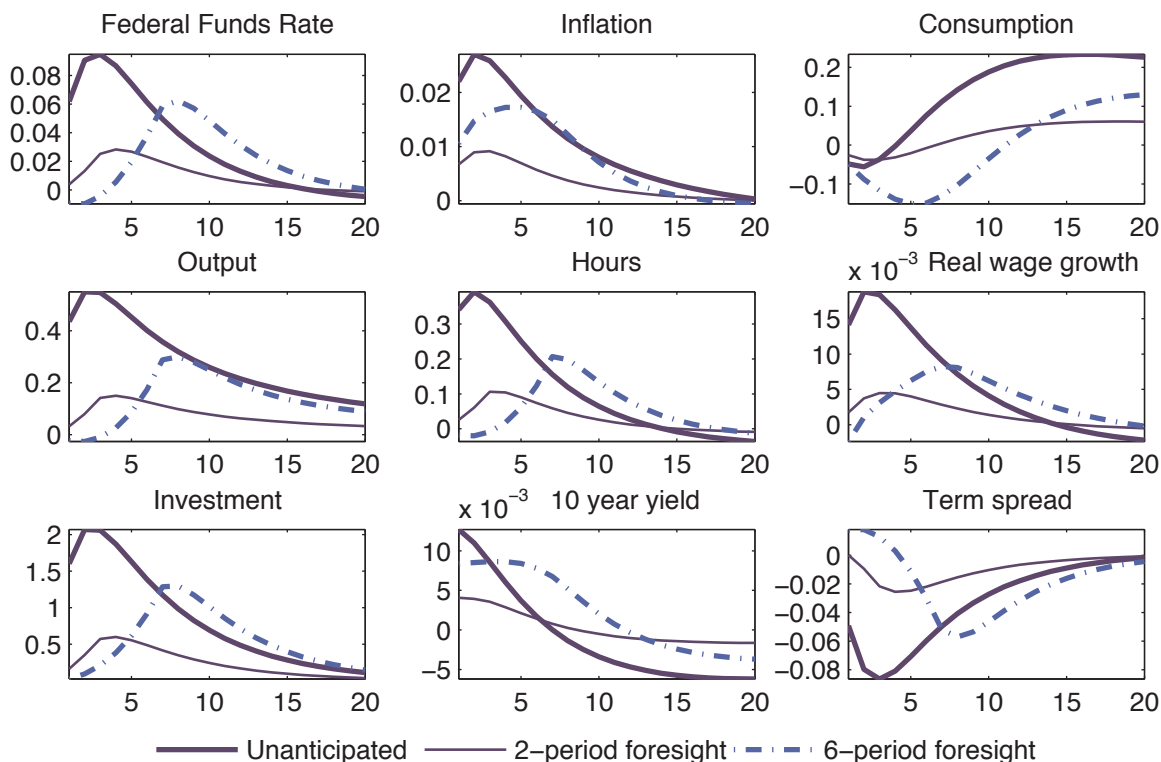 Federal Funds Rate
0.08
0.06
0.04
0.02
0
5 10 15 20
Inflation
0.02
0.01
0
5 10 15 20
Consumption
0.2
0.1
0
−0.1
5 10 15 20
Output
0.4
0.2
0
5 10 15 20
Hours
0.3
0.2
0.1
0
5 10 15 20
x 10−3 Real wage growth
15
10
5
0
5 10 15 20
Investment
2
1.5
1
0.5
5 10 15 20
x 10−3 10 year yield
10
5
0
−5
5 10 15 20
Term spread
0
−0.02
−0.04
−0.06
−0.08
5 10 15 20
Unanticipated 2−period foresight 6−period foresight